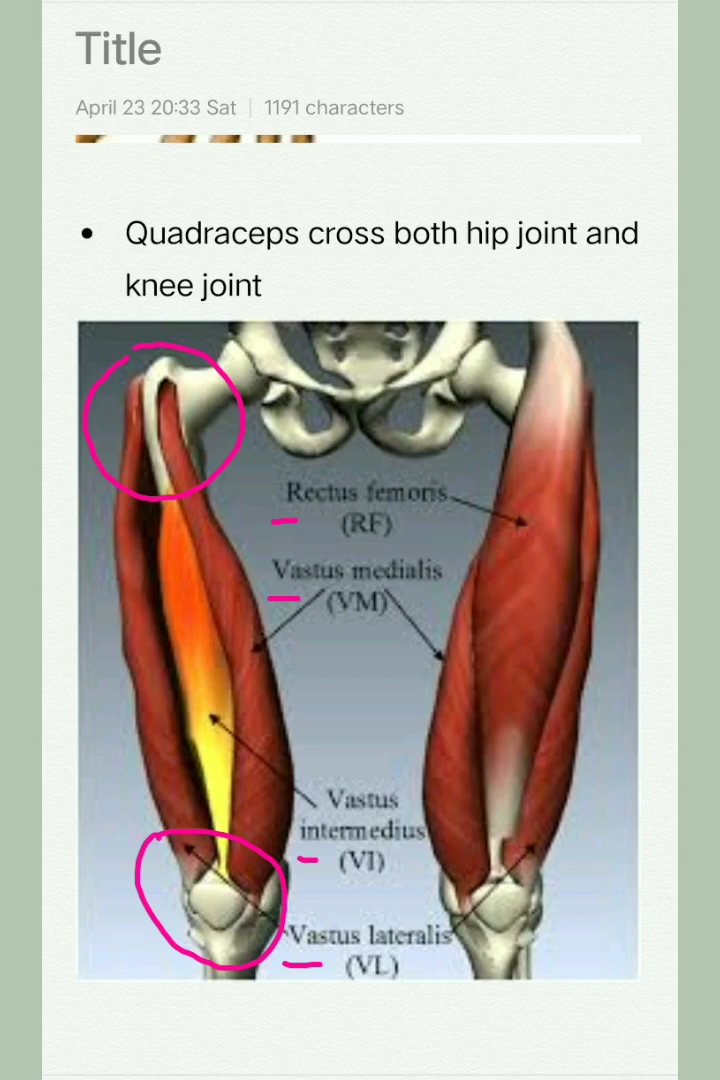 Title
April 23 20:33 Sat | 1191 characters
• Quadraceps cross both hip joint and
knee joint
Rectus femoris
(RF)
Vastus medialis
(VM)
Vastus
intermedius
(VI)
Vastus lateralis
(VL)